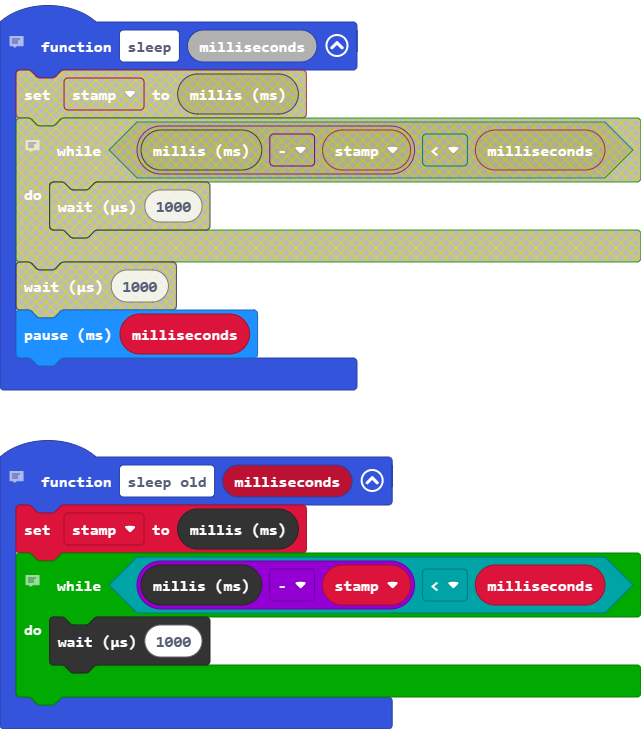 function sleep milliseconds
set stamp to millis (ms)
while millis (ms) - stamp < milliseconds
do
wait (µs) 1000
wait (µs) 1000
pause (ms) milliseconds
function sleep old milliseconds
set stamp to millis (ms)
while millis (ms) - stamp < milliseconds
do
wait (µs) 1000